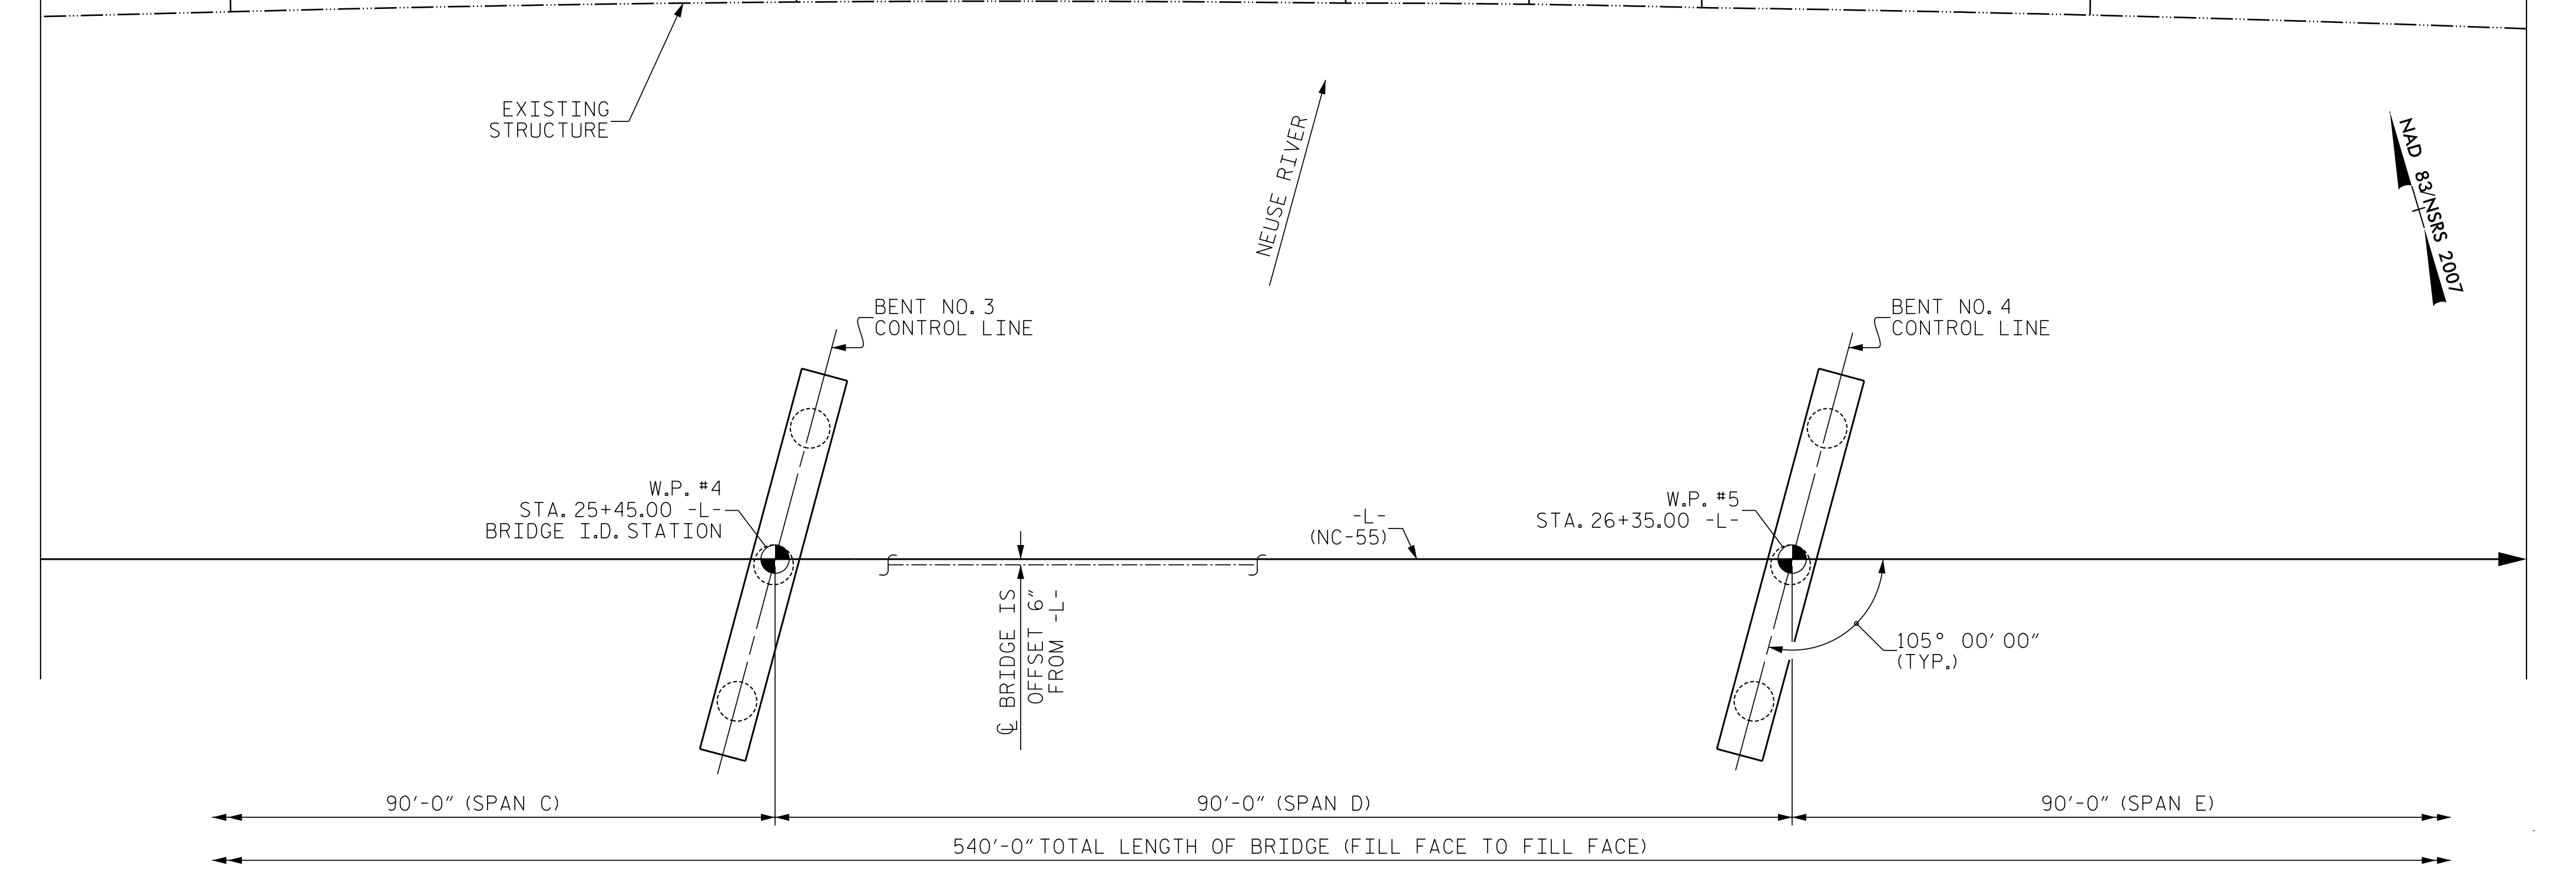 EXISTING
STRUCTURE
NEUSE RIVER
NAD 83/NSRS 2007
BENT NO. 3
CONTROL LINE
BENT NO. 4
CONTROL LINE
W.P. #4
STA. 25+45.00 -L-
BRIDGE I.D. STATION
-L-
(NC-55)
W.P. #5
STA. 26+35.00 -L-
℄ BRIDGE IS
OFFSET 6"
FROM -L-
105° 00' 00"
(TYP.)
90'-0" (SPAN C)
90'-0" (SPAN D)
90'-0" (SPAN E)
540'-0" TOTAL LENGTH OF BRIDGE (FILL FACE TO FILL FACE)